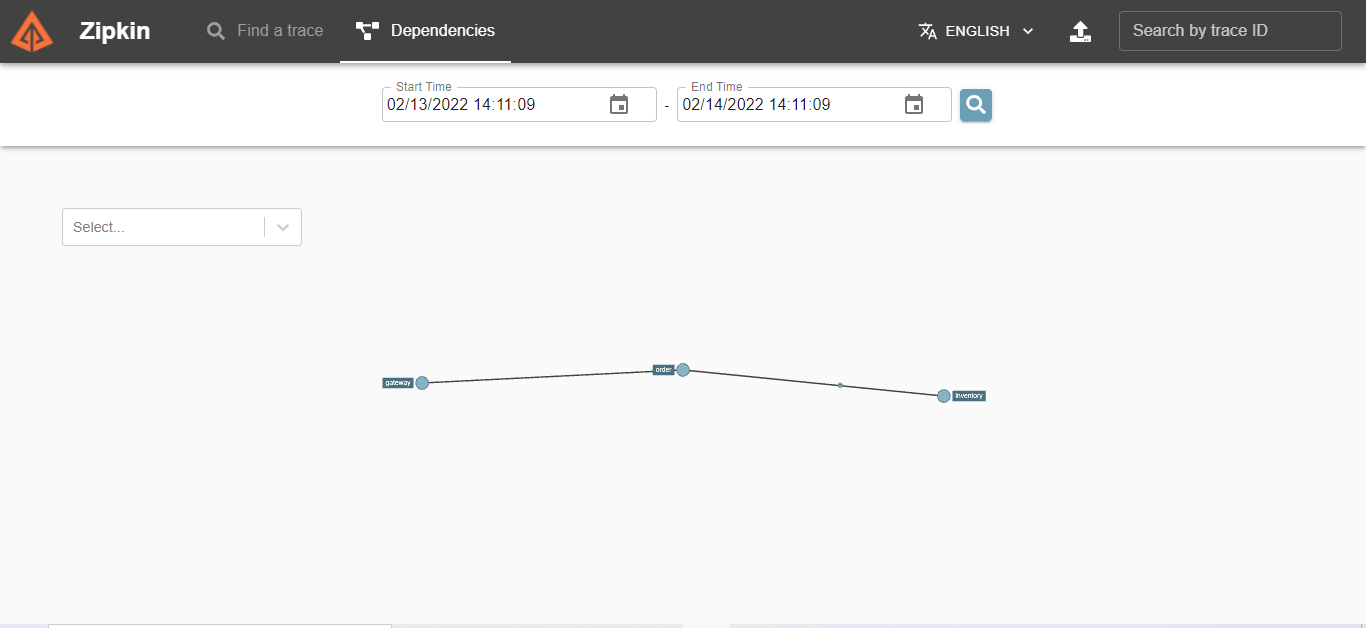 Zipkin
Find a trace
Dependencies
ENGLISH
Search by trace ID
Start Time
02/13/2022 14:11:09
-
End Time
02/14/2022 14:11:09
Select...
gateway
order
inventory